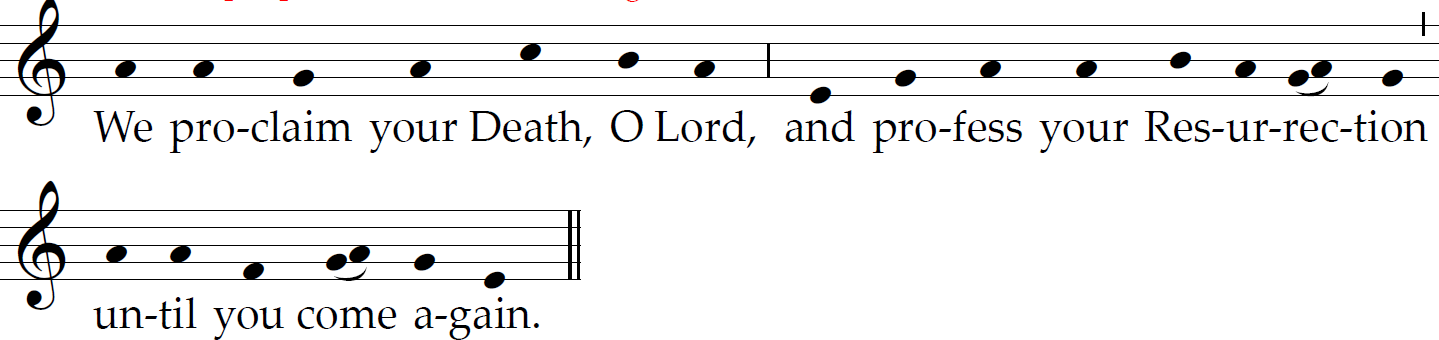 We pro-claim your Death, O Lord, and pro-fess your Res-ur-rec-tion
un-til you come a-gain.